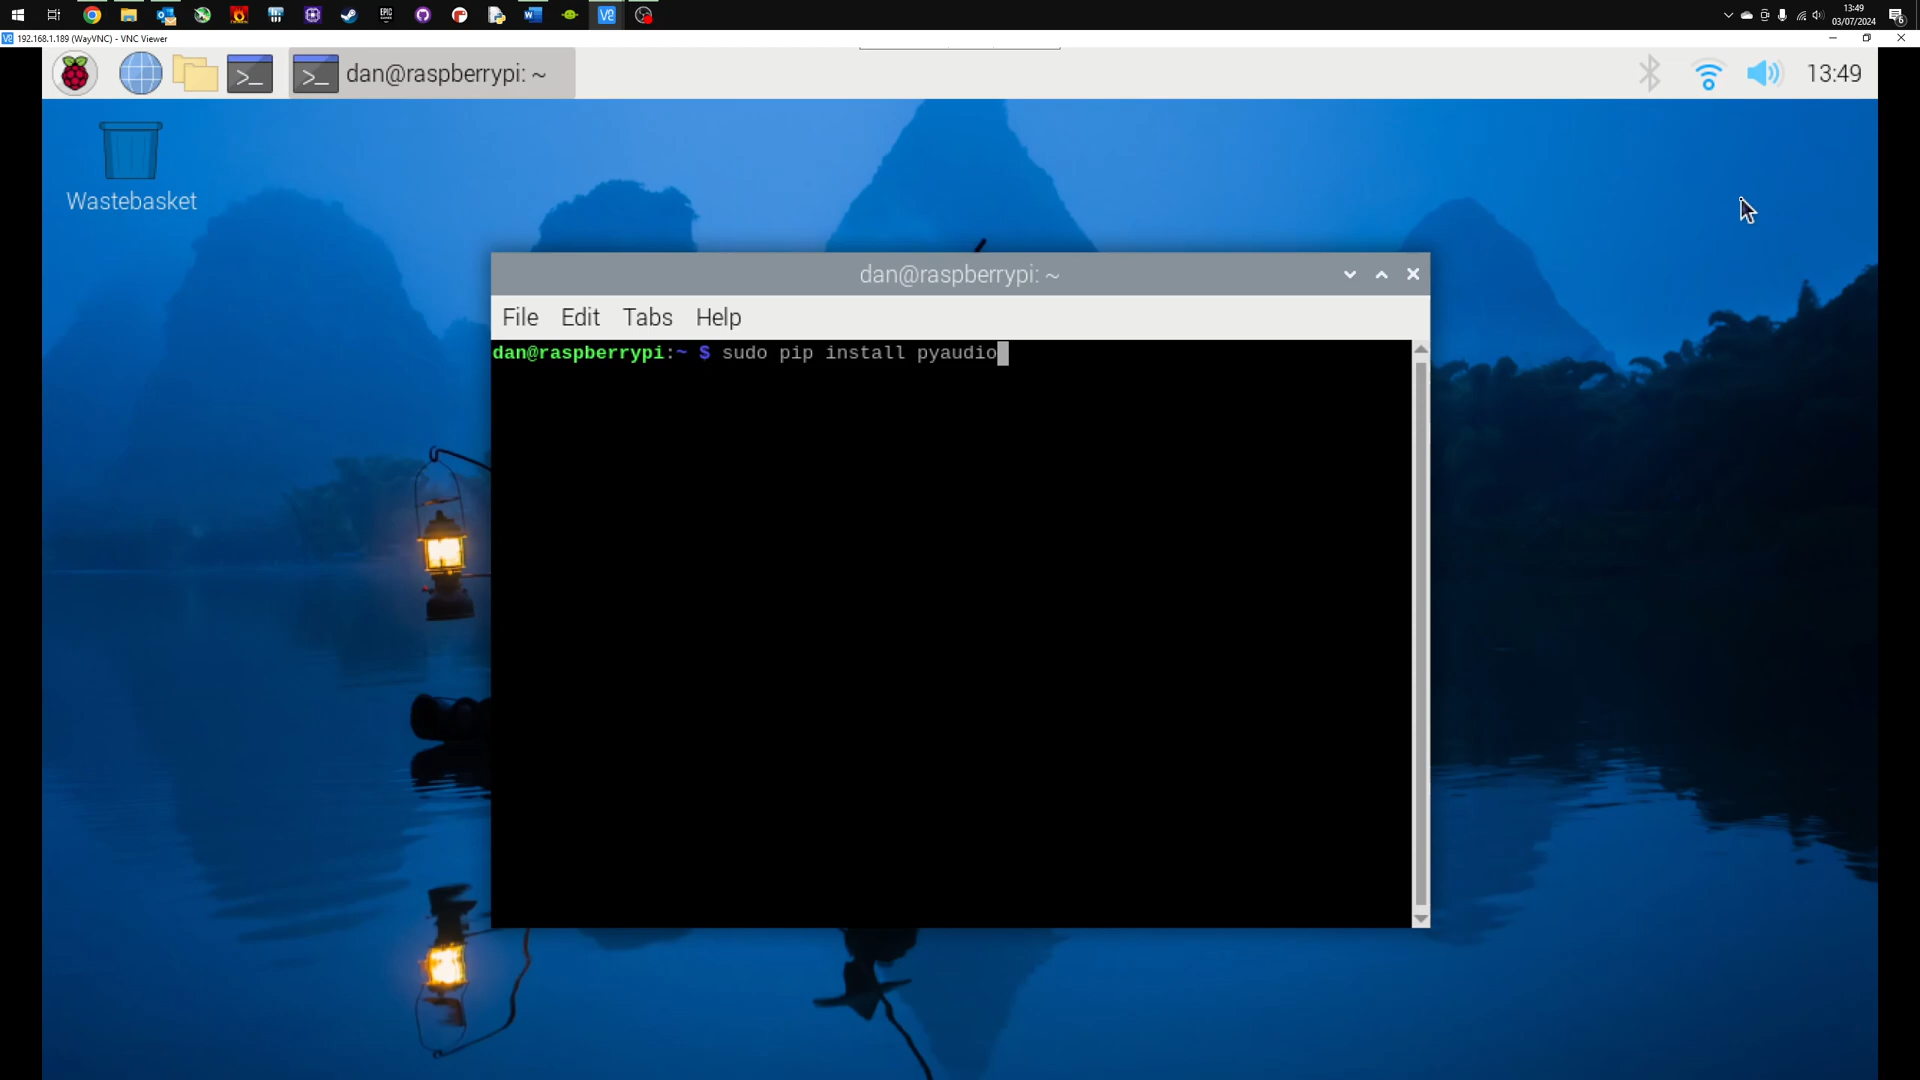 13:49
03/07/2024
6
192.168.1.189 (WayVNC) - VNC Viewer
dan@raspberrypi: ~
13:49
Wastebasket
dan@raspberrypi: ~
File Edit Tabs Help
dan@raspberrypi:~ $ sudo pip install pyaudio